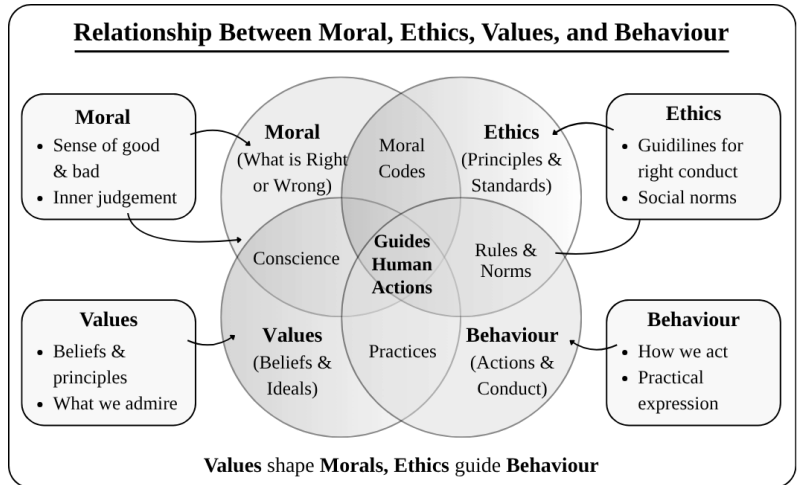 Relationship Between Moral, Ethics, Values, and Behaviour
Moral
• Sense of good
& bad
• Inner judgement
Moral
(What is Right
or Wrong)
Moral
Codes
Ethics
(Principles &
Standards)
Ethics
• Guidilines for
right conduct
• Social norms
Conscience
Guides
Human
Actions
Rules &
Norms
Values
• Beliefs &
principles
• What we admire
Values
(Beliefs &
Ideals)
Practices
Behaviour
(Actions &
Conduct)
Behaviour
• How we act
• Practical
expression
Values shape Morals, Ethics guide Behaviour